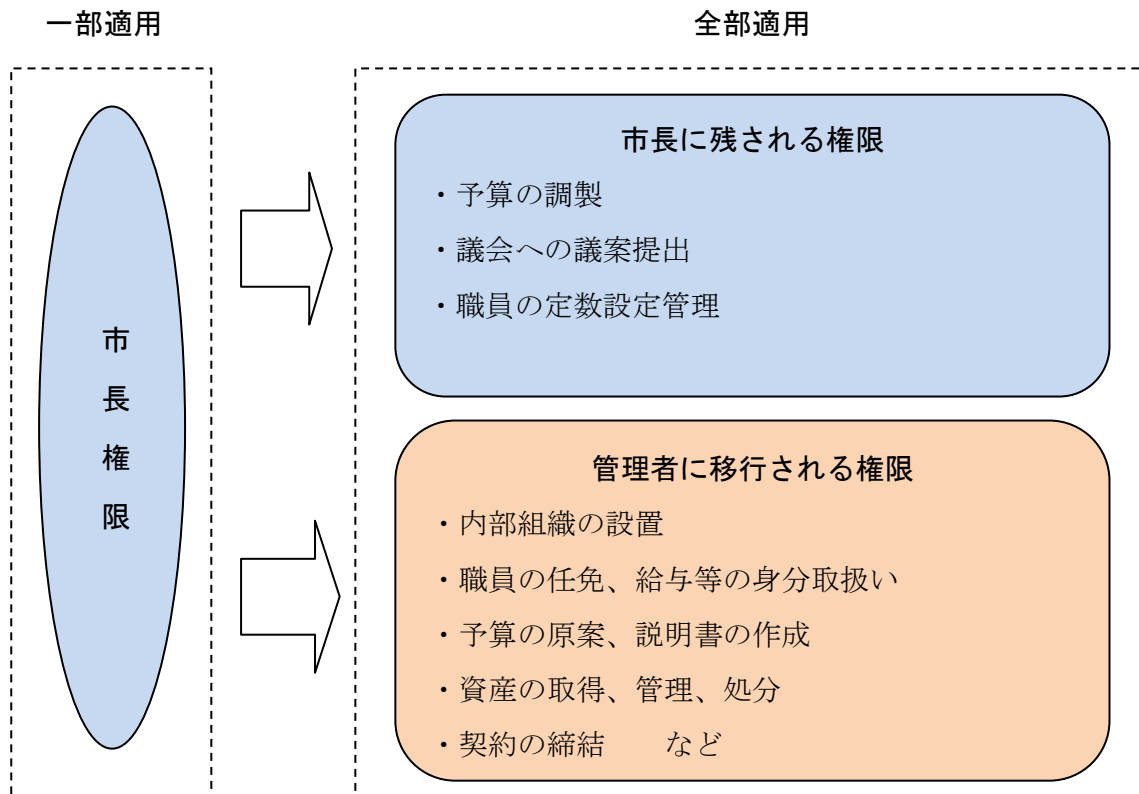 一部適用
全部適用
市長権限
市長に残される権限
・予算の調製
・議会への議案提出
・職員の定数設定管理
管理者に移行される権限
・内部組織の設置
・職員の任免、給与等の身分取扱い
・予算の原案、説明書の作成
・資産の取得、管理、処分
・契約の締結　　など